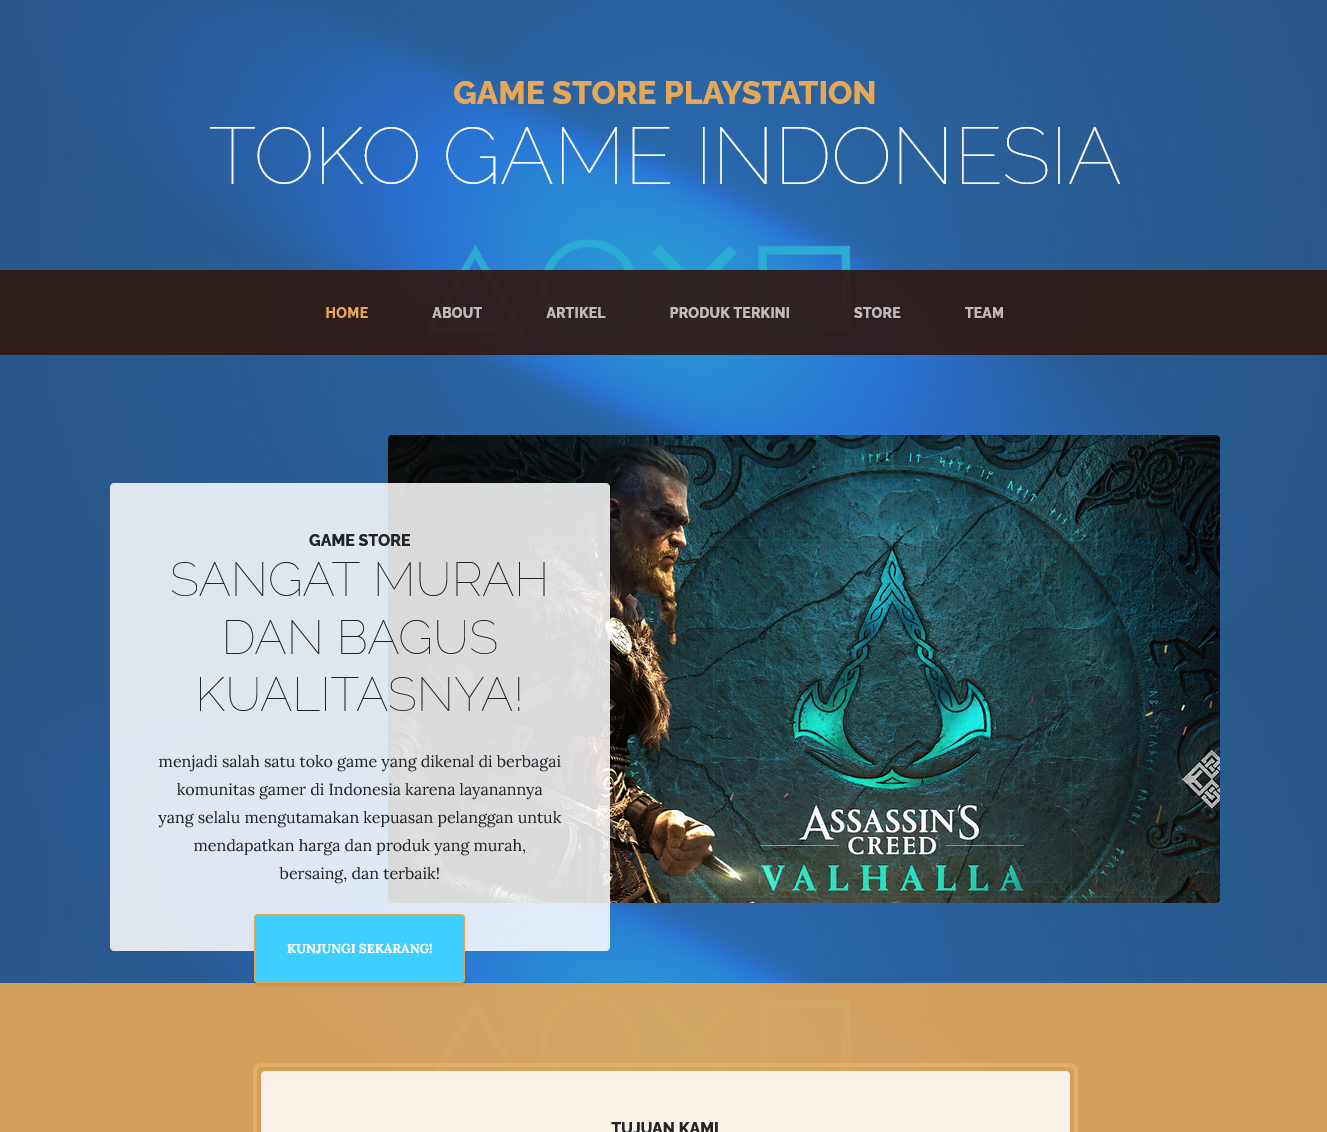 GAME STORE PLAYSTATION
TOKO GAME INDONESIA
HOME ABOUT ARTIKEL PRODUK TERKINI STORE TEAM
GAME STORE
SANGAT MURAH
DAN BAGUS
KUALITASNYA!
menjadi salah satu toko game yang dikenal di berbagai
komunitas gamer di Indonesia karena layanannya
yang selalu mengutamakan kepuasan pelanggan untuk
mendapatkan harga dan produk yang murah,
bersaing, dan terbaik!
KUNJUNGI SEKARANG!
ASSASSIN'S
CREED
VALHALLA
TUJUAN KAMI